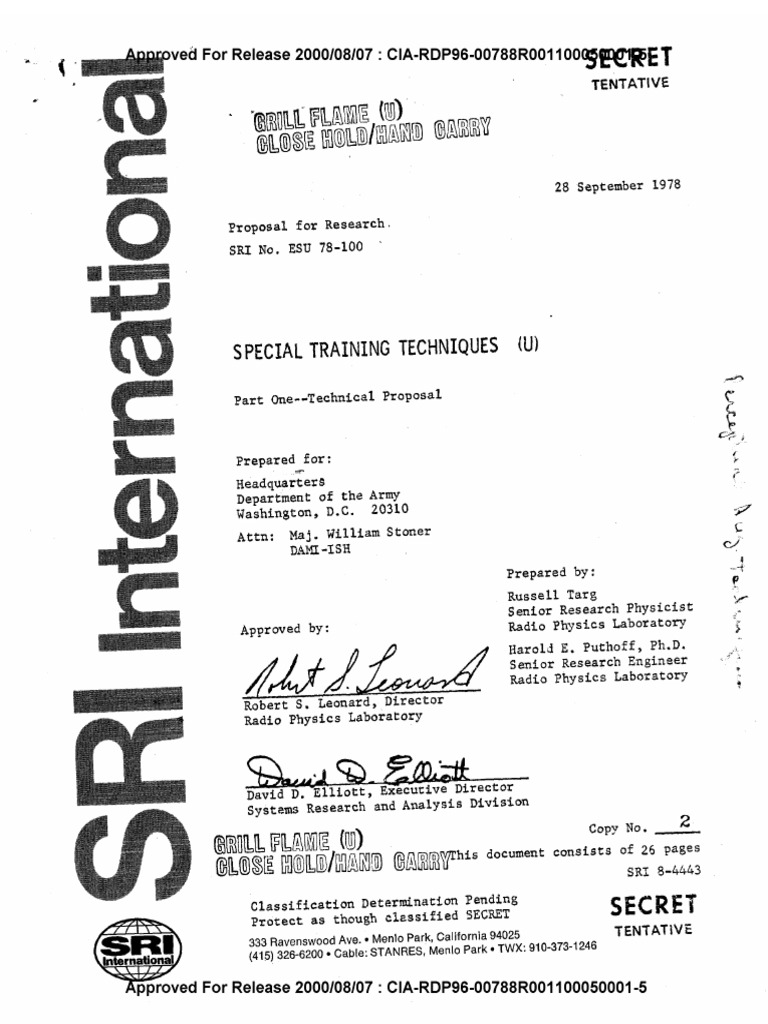 Approved For Release 2000/08/07 : CIA-RDP96-00788R001100050001-5
SECRET
TENTATIVE
GRILL FLAME (U)
CLOSE HOLD/HAND CARRY
28 September 1978
Proposal for Research
SRI No. ESU 78-100
SPECIAL TRAINING TECHNIQUES (U)
Part One--Technical Proposal
Prepared for:
Headquarters
Department of the Army
Washington, D.C. 20310
Attn: Maj. William Stoner
DAMI-ISH
Prepared by:
Russell Targ
Senior Research Physicist
Radio Physics Laboratory
Harold E. Puthoff, Ph.D.
Senior Research Engineer
Radio Physics Laboratory
Approved by:
Robert S. Leonard
Robert S. Leonard, Director
Radio Physics Laboratory
David D. Elliott
David D. Elliott, Executive Director
Systems Research and Analysis Division
Copy No. 2
GRILL FLAME (U)
CLOSE HOLD/HAND CARRY
This document consists of 26 pages
SRI 8-4443
Classification Determination Pending
Protect as though classified SECRET
SECRET
TENTATIVE
333 Ravenswood Ave. • Menlo Park, California 94025
(415) 326-6200 • Cable: STANRES, Menlo Park • TWX: 910-373-1246
SRI International
SRI
International
Approved For Release 2000/08/07 : CIA-RDP96-00788R001100050001-5